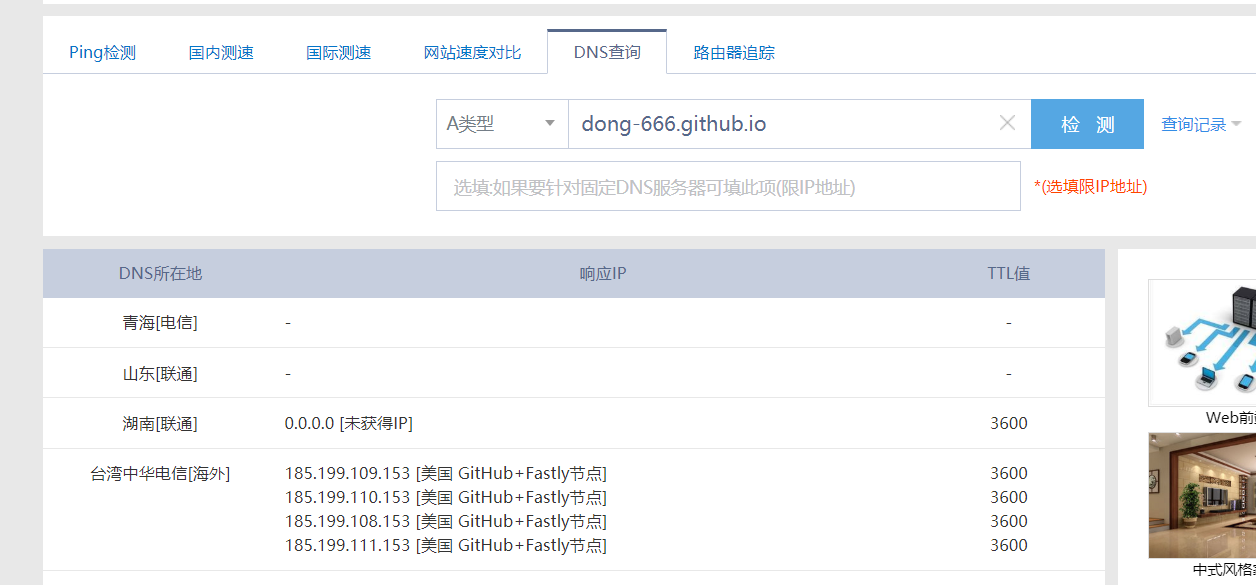 Ping检测 国内测速 国际测速 网站速度对比 DNS查询 路由器追踪
A类型 dong-666.github.io 检 测 查询记录
选填:如果要针对固定DNS服务器可填此项(限IP地址) *(选填限IP地址)
DNS所在地 响应IP TTL值
青海[电信] - -
山东[联通] - -
湖南[联通] 0.0.0.0 [未获得IP] 3600
台湾中华电信[海外] 185.199.109.153 [美国 GitHub+Fastly节点] 3600
185.199.110.153 [美国 GitHub+Fastly节点] 3600
185.199.108.153 [美国 GitHub+Fastly节点] 3600
185.199.111.153 [美国 GitHub+Fastly节点] 3600
Web前
中式风格